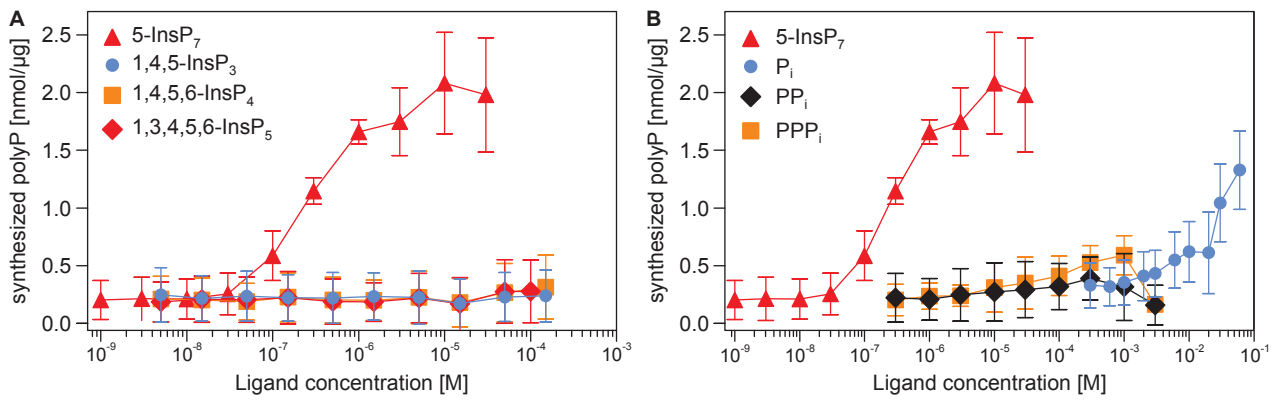 A
synthesized polyP [nmol/µg]
2.5
2.0
1.5
1.0
0.5
0.0
5-InsP₇
1,4,5-InsP₃
1,4,5,6-InsP₄
1,3,4,5,6-InsP₅
10⁻⁹ 10⁻⁸ 10⁻⁷ 10⁻⁶ 10⁻⁵ 10⁻⁴ 10⁻³
Ligand concentration [M]
B
synthesized polyP [nmol/µg]
2.5
2.0
1.5
1.0
0.5
0.0
5-InsP₇
Pᵢ
PPᵢ
PPPᵢ
10⁻⁹ 10⁻⁸ 10⁻⁷ 10⁻⁶ 10⁻⁵ 10⁻⁴ 10⁻³ 10⁻² 10⁻¹
Ligand concentration [M]